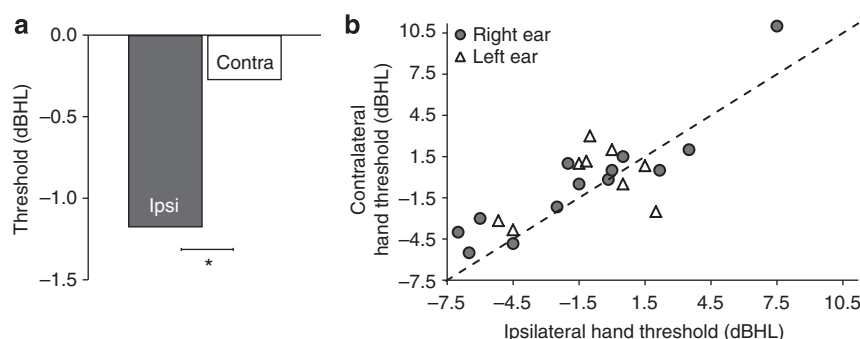 a
Threshold (dBHL)
0.0
–0.5
–1.0
–1.5
Ipsi
Contra
*
b
Right ear
Left ear
Contralateral
hand threshold (dBHL)
10.5
7.5
4.5
1.5
–1.5
–4.5
–7.5
–7.5 –4.5 –1.5 1.5 4.5 7.5 10.5
Ipsilateral hand threshold (dBHL)